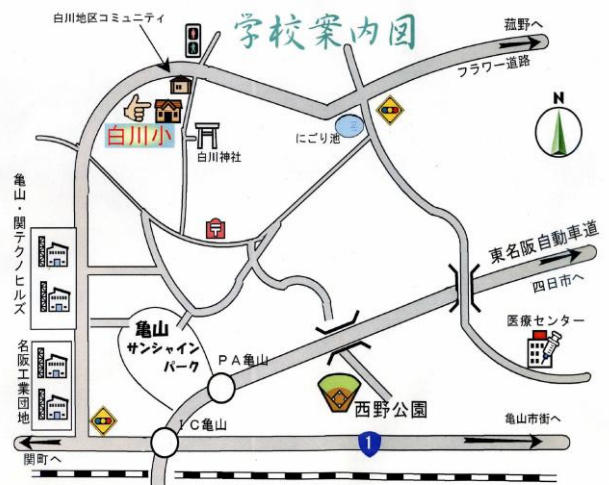 学校案内図
白川地区コミュニティ
菰野へ
フラワー道路
N
白川小
白川神社
にごり池
亀山・関テクノヒルズ
東名阪自動車道
四日市へ
医療センター
亀山
サンシャイン
パーク
PA亀山
名阪工業団地
西野公園
IC亀山
1
亀山市街へ
関町へ